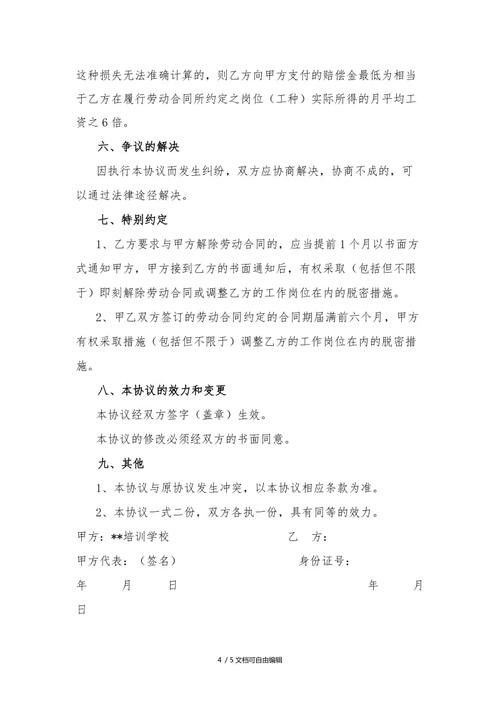 这种损失无法准确计算的，则乙方向甲方支付的赔偿金最低为相当
于乙方在履行劳动合同所约定之岗位（工种）实际所得的月平均工
资之 6 倍。
六、争议的解决
因执行本协议而发生纠纷，双方应协商解决，协商不成的，可
以通过法律途径解决。
七、特别约定
1、乙方要求与甲方解除劳动合同的，应当提前 1 个月以书面方
式通知甲方，甲方接到乙方的书面通知后，有权采取（包括但不限
于）即刻解除劳动合同或调整乙方的工作岗位在内的脱密措施。
2、甲乙双方签订的劳动合同约定的合同期届满前六个月，甲方
有权采取措施（包括但不限于）调整乙方的工作岗位在内的脱密措
施。
八、本协议的效力和变更
本协议经双方签字（盖章）生效。
本协议的修改必须经双方的书面同意。
九、其他
1、本协议与原协议发生冲突，以本协议相应条款为准。
2、本协议一式二份，双方各执一份，具有同等的效力。
甲方：**培训学校 乙 方：
甲方代表：（签名） 身份证号：
年 月 日 年 月
日
4 / 5文档可自由编辑